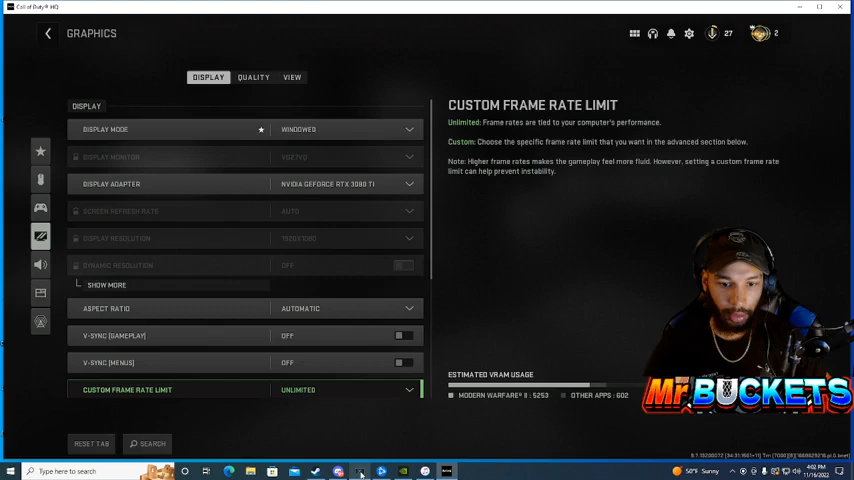 Call of Duty® HQ
GRAPHICS
27
2
DISPLAY
QUALITY
VIEW
DISPLAY
DISPLAY MODE
WINDOWED
DISPLAY MONITOR
VG27VQ
DISPLAY ADAPTER
NVIDIA GEFORCE RTX 3080 TI
SCREEN REFRESH RATE
AUTO
DISPLAY RESOLUTION
1920X1080
DYNAMIC RESOLUTION
OFF
SHOW MORE
ASPECT RATIO
AUTOMATIC
V-SYNC (GAMEPLAY)
OFF
V-SYNC (MENUS)
OFF
CUSTOM FRAME RATE LIMIT
UNLIMITED
RESET TAB
SEARCH
CUSTOM FRAME RATE LIMIT
Unlimited: Frame rates are tied to your computer's performance.
Custom: Choose the specific frame rate limit that you want in the advanced section below.
Note: Higher frame rates makes the gameplay feel more fluid. However, setting a custom frame
rate limit can help prevent instability.
ESTIMATED VRAM USAGE
MODERN WARFARE II : 5253
OTHER APPS : 602
MR BUCKETS
Type here to search
50°F Sunny
4:02 PM
11/16/2022